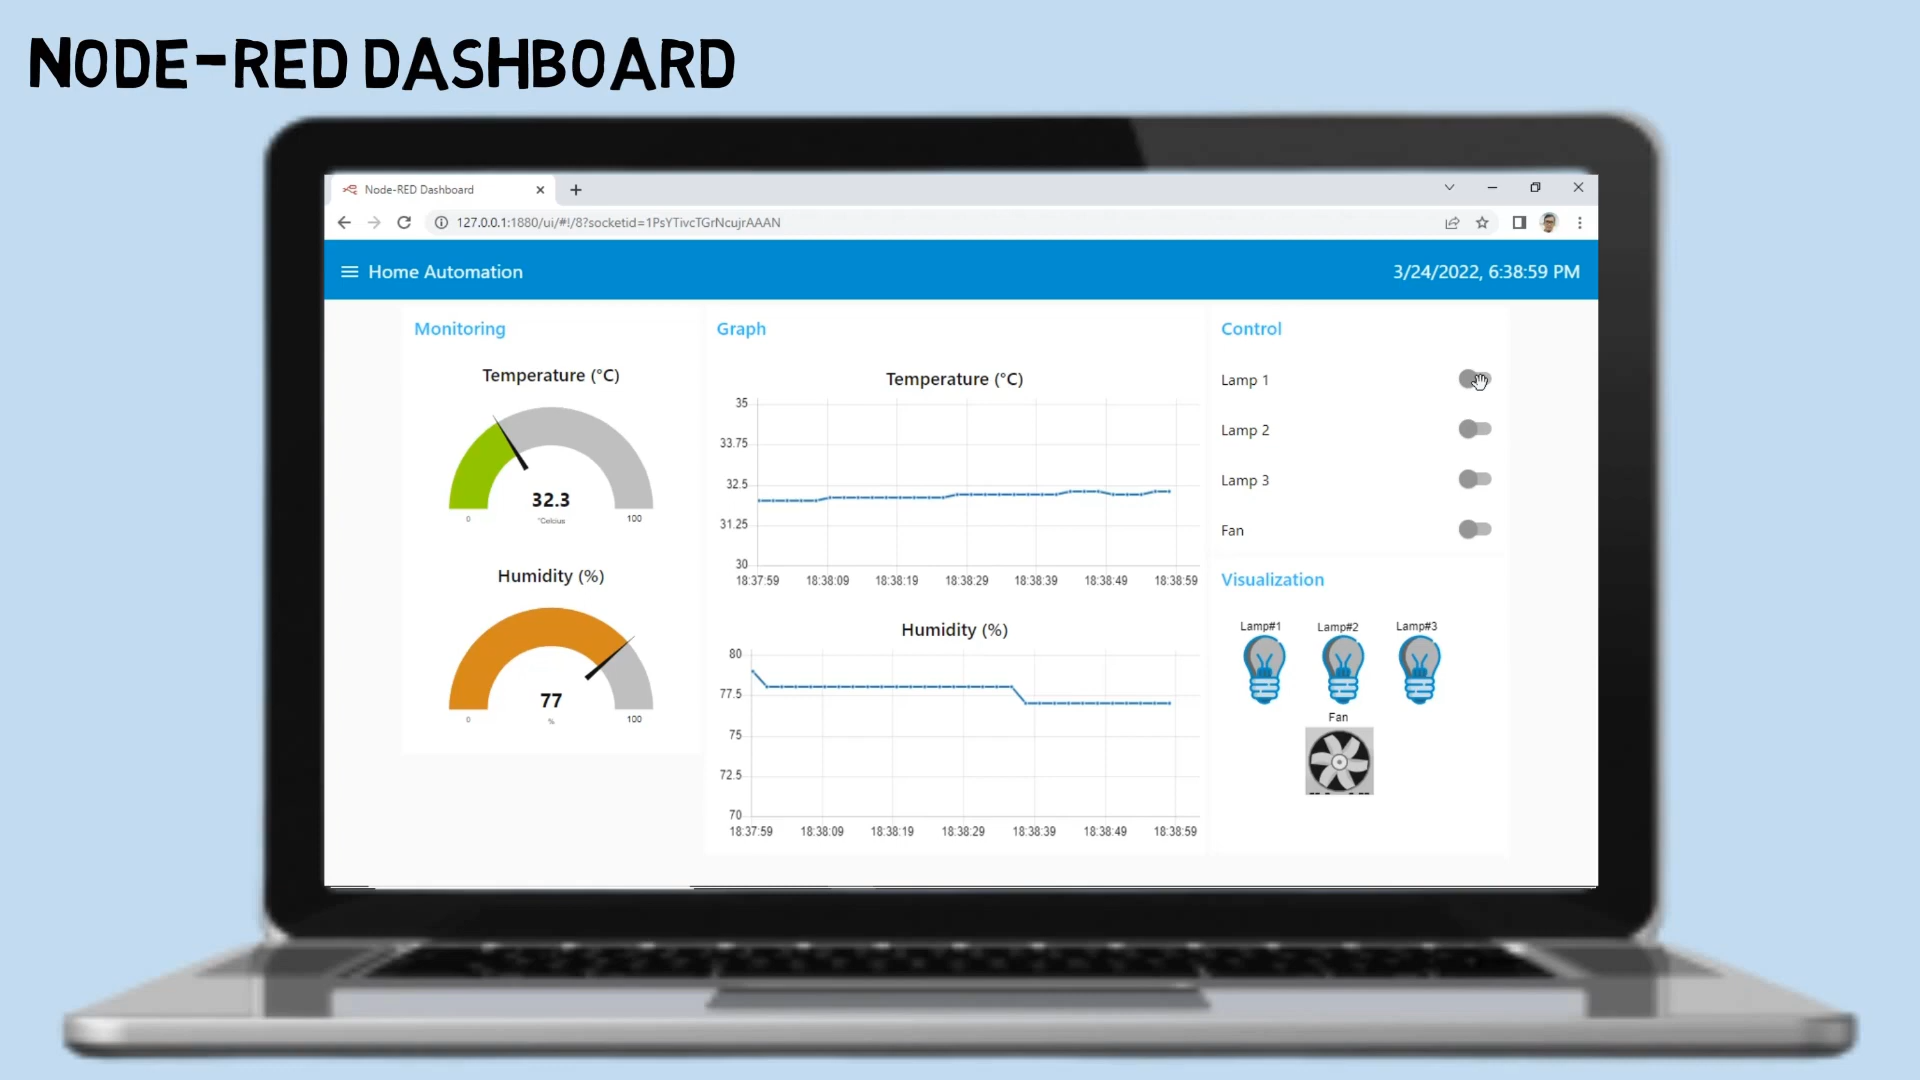 NODE-RED DASHBOARD
Node-RED Dashboard
127.0.0.1:1880/ui/#!/8?socketid=1PsYTivcTGrNcujrAAAN
Home Automation
3/24/2022, 6:38:59 PM
Monitoring
Temperature (°C)
32.3
°Celcius
0
100
Humidity (%)
77
%
0
100
Graph
Temperature (°C)
35
33.75
32.5
31.25
30
18:37:59 18:38:09 18:38:19 18:38:29 18:38:39 18:38:49 18:38:59
Humidity (%)
80
77.5
75
72.5
70
18:37:59 18:38:09 18:38:19 18:38:29 18:38:39 18:38:49 18:38:59
Control
Lamp 1
Lamp 2
Lamp 3
Fan
Visualization
Lamp#1 Lamp#2 Lamp#3
Fan